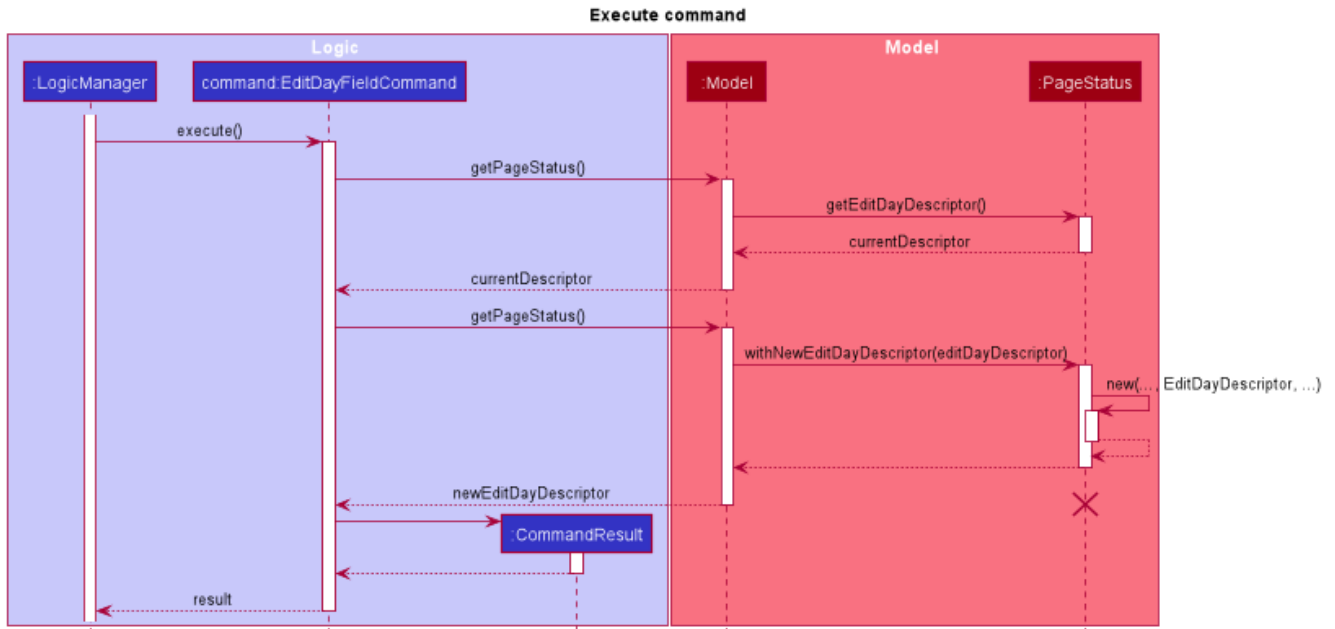 Execute command
Logic
Model
:LogicManager
command:EditDayFieldCommand
:Model
:PageStatus
execute()
getPageStatus()
getEditDayDescriptor()
currentDescriptor
currentDescriptor
getPageStatus()
withNewEditDayDescriptor(editDayDescriptor)
new(... , EditDayDescriptor, ...)
newEditDayDescriptor
:CommandResult
result